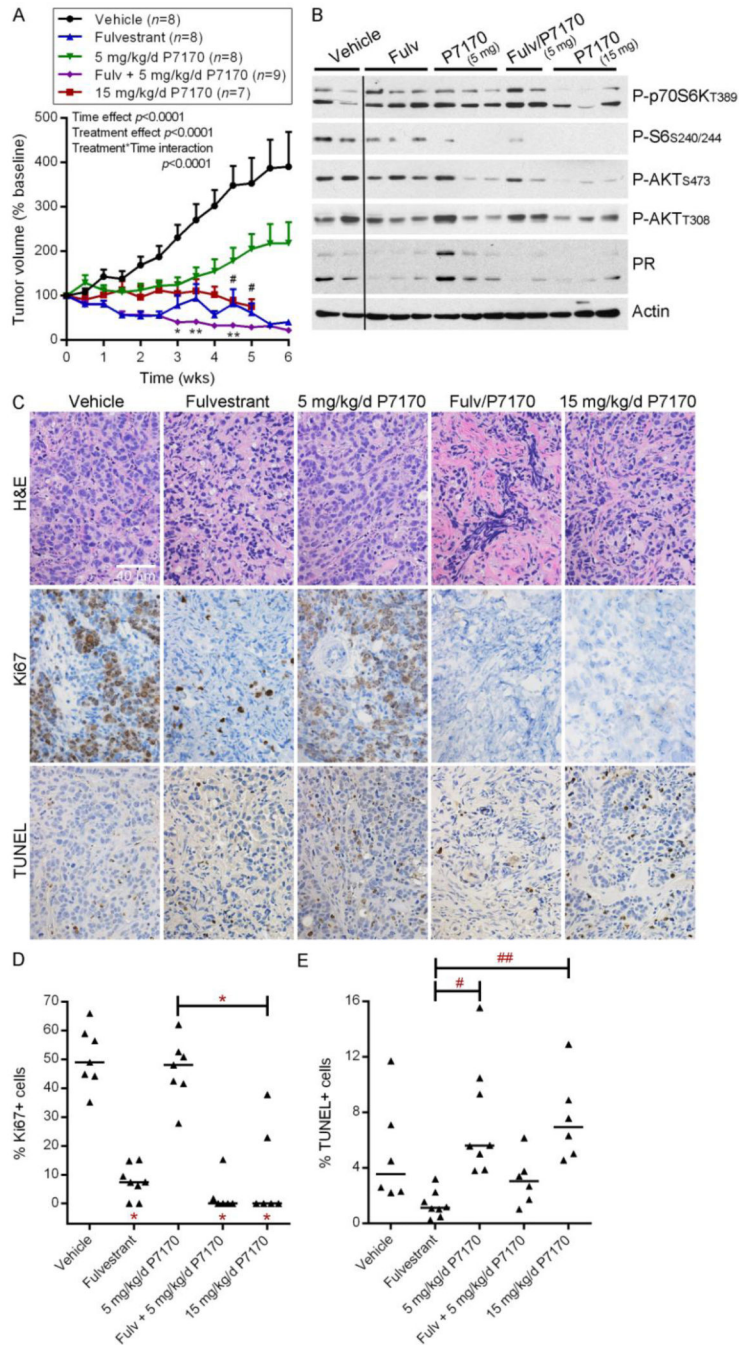 A
Vehicle (n=8)
Fulvestrant (n=8)
5 mg/kg/d P7170 (n=8)
Fulv + 5 mg/kg/d P7170 (n=9)
15 mg/kg/d P7170 (n=7)
Time effect p<0.0001
Treatment effect p<0.0001
Treatment*Time interaction
p<0.0001
Tumor volume (% baseline)
500
400
300
200
100
0
# #
* ** **
0 1 2 3 4 5 6
Time (wks)
B
Vehicle
Fulv
P7170 (5 mg)
Fulv/P7170 (5 mg)
P7170 (15 mg)
P-p70S6KT389
P-S6S240/244
P-AKTS473
P-AKTT308
PR
Actin
C
Vehicle Fulvestrant 5 mg/kg/d P7170 Fulv/P7170 15 mg/kg/d P7170
H&E
Ki67
TUNEL
D
% Ki67+ cells
70
60
50
40
30
20
10
0
*
* * *
Vehicle
Fulvestrant
5 mg/kg/d P7170
Fulv + 5 mg/kg/d P7170
15 mg/kg/d P7170
E
% TUNEL+ cells
16
12
8
4
0
##
#
Vehicle
Fulvestrant
5 mg/kg/d P7170
Fulv + 5 mg/kg/d P7170
15 mg/kg/d P7170